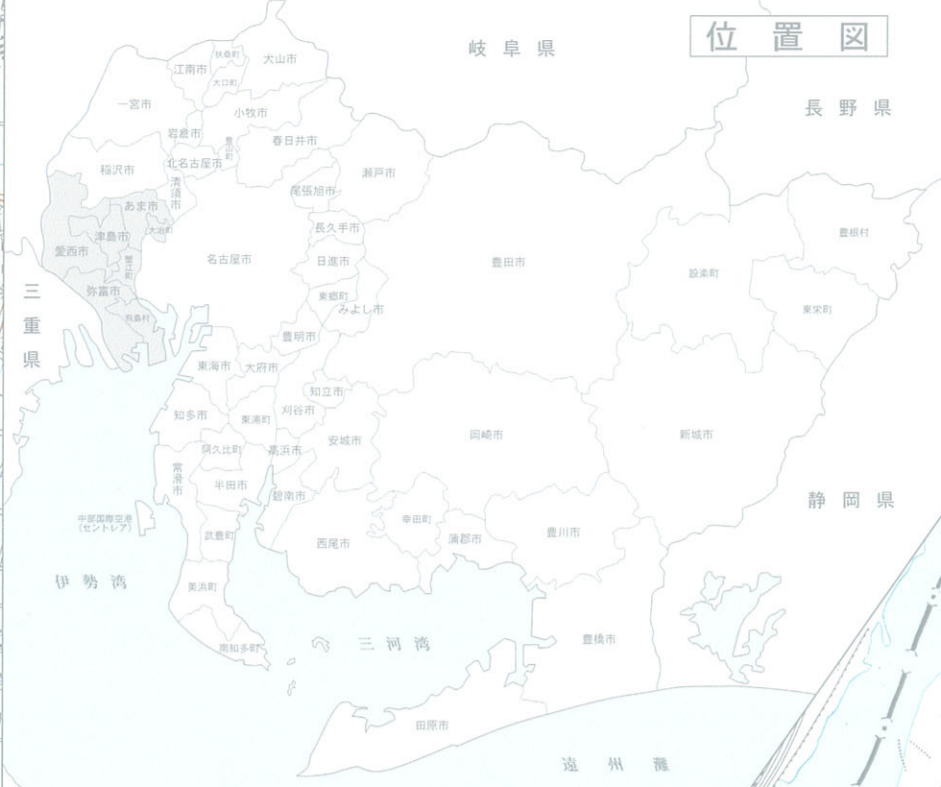 位置図
岐阜県
長野県
三重県
静岡県
扶桑町
犬山市
江南市
大口町
一宮市
小牧市
岩倉市
豊山町
春日井市
北名古屋市
稲沢市
清須市
瀬戸市
尾張旭市
あま市
大治町
津島市
長久手市
愛西市
蟹江町
名古屋市
日進市
豊田市
豊根村
設楽町
弥富市
東郷町
みよし市
東栄町
飛島村
豊明市
東海市
大府市
知立市
知多市
東浦町
刈谷市
岡崎市
新城市
阿久比町
高浜市
安城市
常滑市
半田市
碧南市
中部国際空港
(セントレア)
武豊町
西尾市
幸田町
蒲郡市
豊川市
伊勢湾
美浜町
南知多町
三河湾
豊橋市
田原市
遠州灘